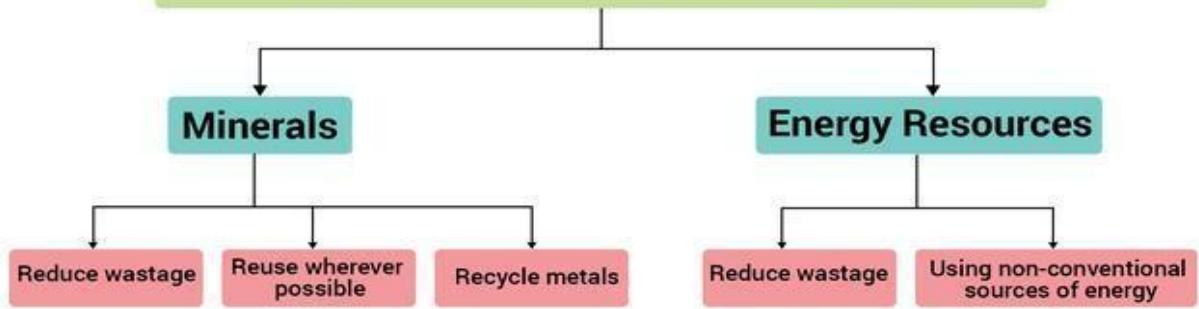 Minerals
Energy Resources
Reduce wastage
Reuse wherever
possible
Recycle metals
Reduce wastage
Using non-conventional
sources of energy